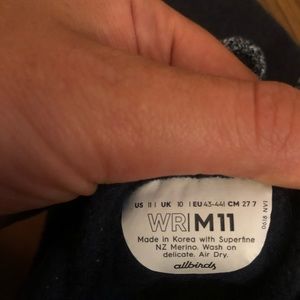 US 11 | UK 10 | EU 43-44 | CM 27.7
WR|M11
Made in Korea with Superfine
NZ Merino. Wash on
delicate. Air Dry.
allbirds